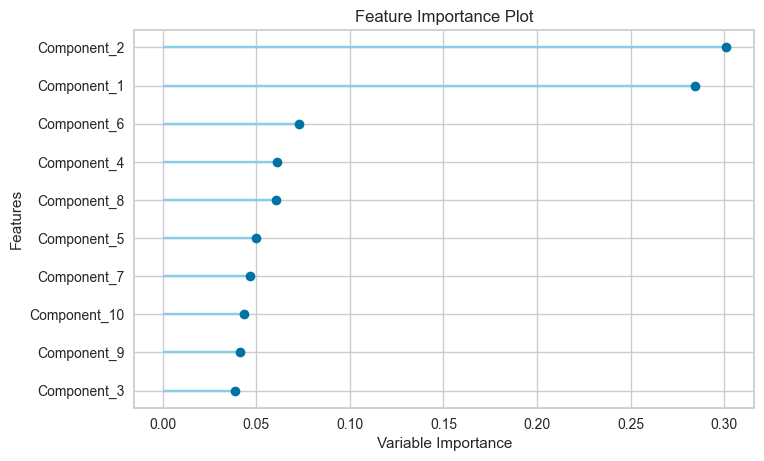 Feature Importance Plot
Component_2
Component_1
Component_6
Component_4
Component_8
Component_5
Component_7
Component_10
Component_9
Component_3
Features
0.00 0.05 0.10 0.15 0.20 0.25 0.30
Variable Importance